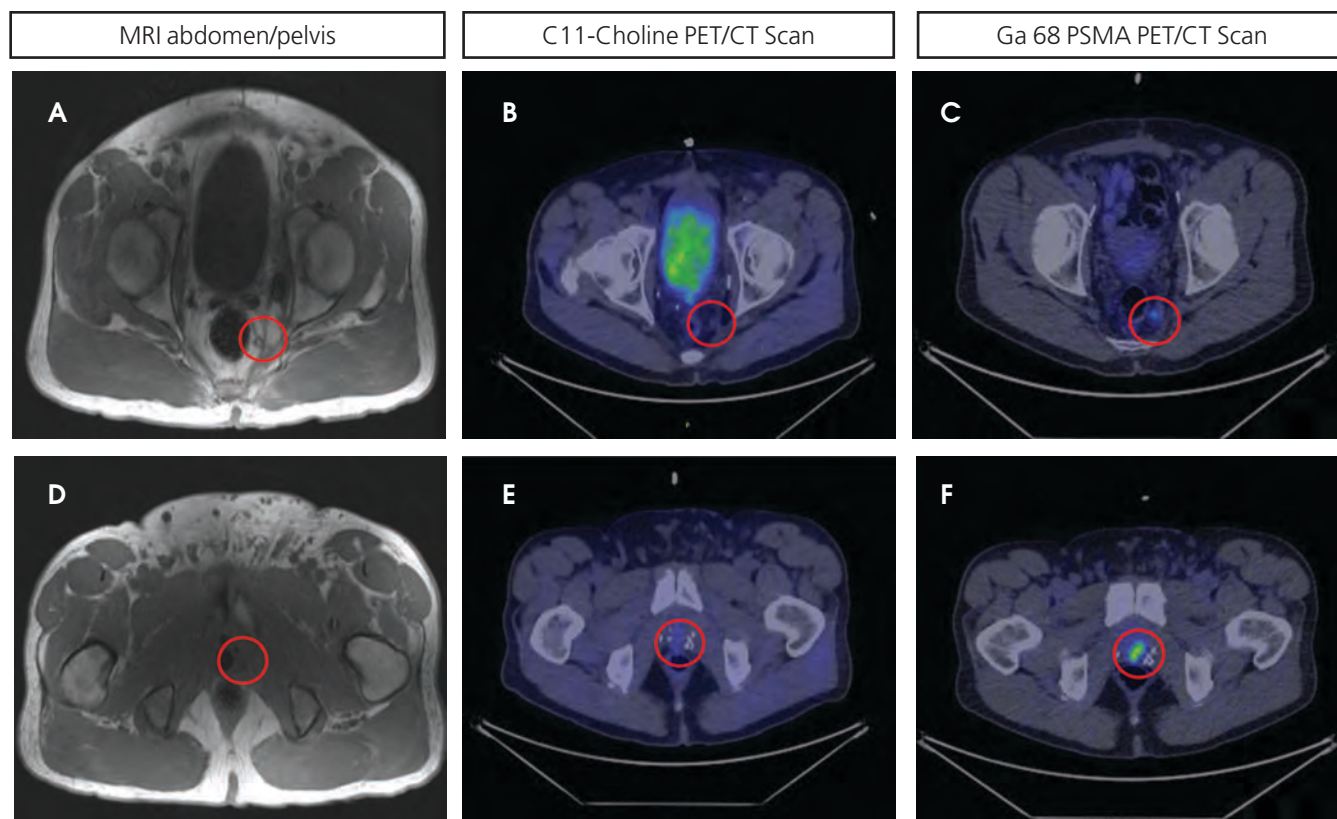 MRI abdomen/pelvis
C11-Choline PET/CT Scan
Ga 68 PSMA PET/CT Scan
A
B
C
D
E
F